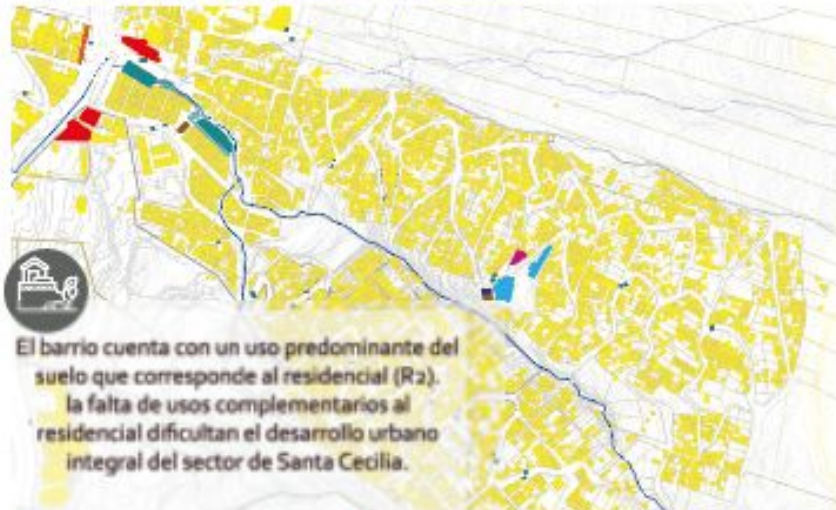 El barrio cuenta con un uso predominante del
suelo que corresponde al residencial (R2).
la falta de usos complementarios al
residencial dificultan el desarrollo urbano
integral del sector de Santa Cecilia.